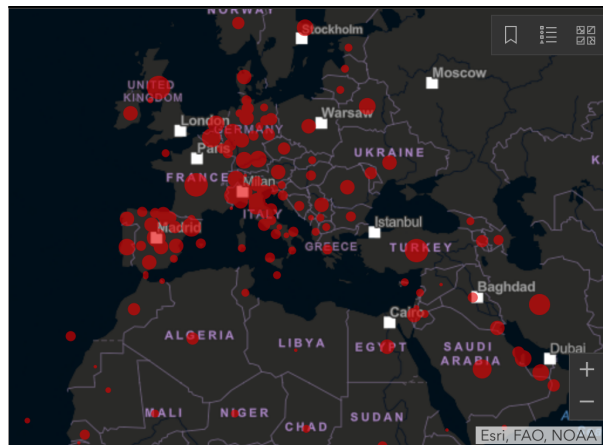 NORWAY
Stockholm
Moscow
UNITED
KINGDOM
London
Warsaw
GERMANY
Paris
UKRAINE
FRANCE
Milan
ITALY
Madrid
Istanbul
GREECE
TURKEY
Baghdad
Cairo
ALGERIA
LIBYA
EGYPT
SAUDI
ARABIA
Dubai
MALI
NIGER
CHAD
SUDAN
K
A
+
−
Esri, FAO, NOAA